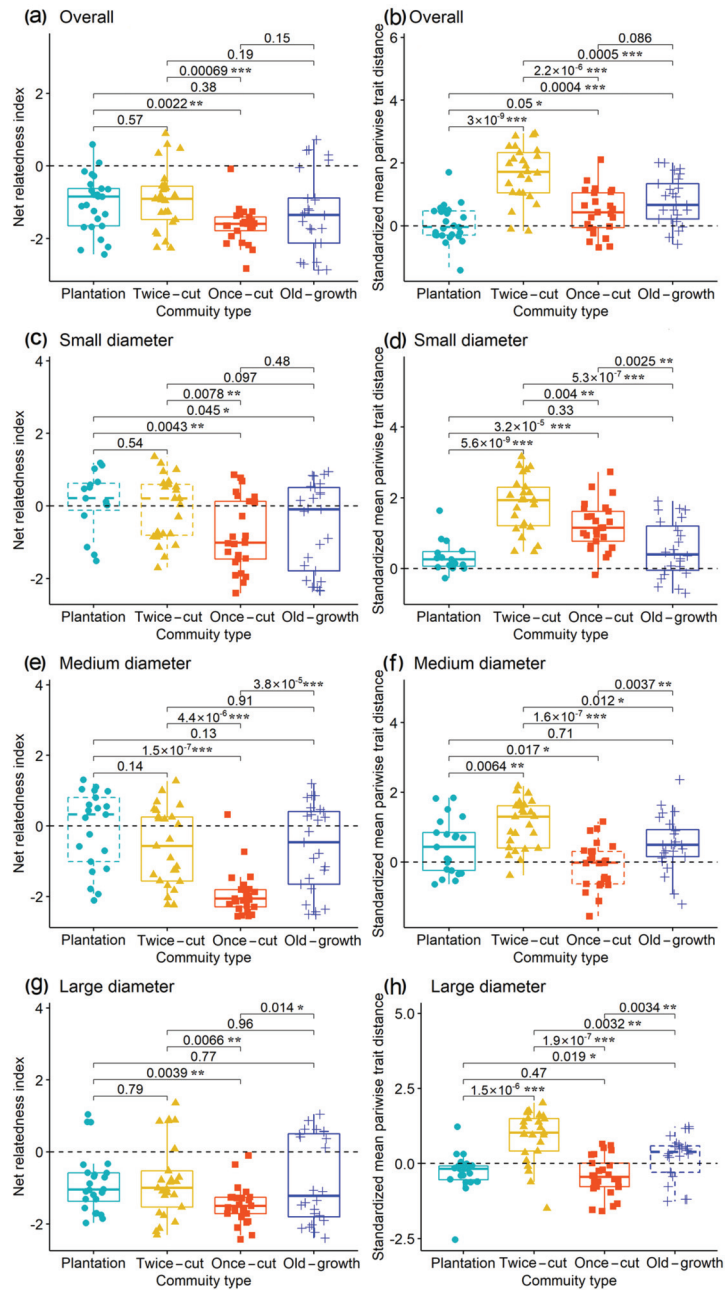 (a) Overall
Net relatedness index
2
0
-2
0.15
0.19
0.00069 ***
0.38
0.0022 **
0.57
Plantation Twice-cut Once-cut Old-growth
Commuity type
(b) Overall
Standardized mean pariwise trait distance
6
4
2
0
0.086
0.0005 ***
2.2×10⁻⁶ ***
0.0004 ***
0.05 *
3×10⁻⁹ ***
Plantation Twice-cut Once-cut Old-growth
Commuity type
(c) Small diameter
Net relatedness index
4
2
0
-2
0.48
0.097
0.0078 **
0.045 *
0.0043 **
0.54
Plantation Twice-cut Once-cut Old-growth
Commuity type
(d) Small diameter
Standardized mean pariwise trait distance
4
2
0
0.0025 **
5.3×10⁻⁷ ***
0.004 **
0.33
3.2×10⁻⁵ ***
5.6×10⁻⁹ ***
Plantation Twice-cut Once-cut Old-growth
Commuity type
(e) Medium diameter
Net relatedness index
4
2
0
-2
3.8×10⁻⁵ ***
0.91
4.4×10⁻⁶ ***
0.13
1.5×10⁻⁷ ***
0.14
Plantation Twice-cut Once-cut Old-growth
Commuity type
(f) Medium diameter
Standardized mean pariwise trait distance
4
2
0
0.0037 **
0.012 *
1.6×10⁻⁷ ***
0.71
0.017 *
0.0064 **
Plantation Twice-cut Once-cut Old-growth
Commuity type
(g) Large diameter
Net relatedness index
4
2
0
-2
0.014 *
0.96
0.0066 **
0.77
0.0039 **
0.79
Plantation Twice-cut Once-cut Old-growth
Commuity type
(h) Large diameter
Standardized mean pariwise trait distance
5.0
2.5
0.0
-2.5
0.0034 **
0.0032 **
1.9×10⁻⁷ ***
0.019 *
0.47
1.5×10⁻⁶ ***
Plantation Twice-cut Once-cut Old-growth
Commuity type